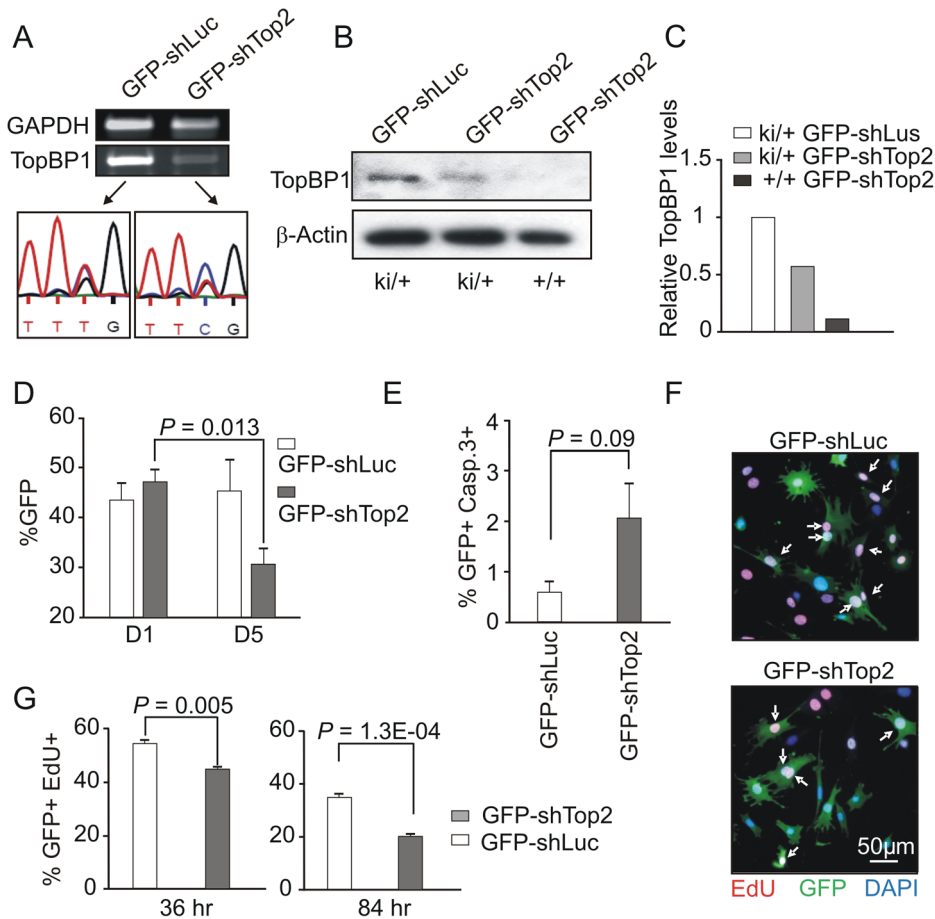 A
GFP-shLuc
GFP-shTop2
GAPDH
TopBP1
T T T G
T T C G
B
GFP-shLuc
GFP-shTop2
GFP-shTop2
TopBP1
β-Actin
ki/+ ki/+ +/+
C
ki/+ GFP-shLus
ki/+ GFP-shTop2
+/+ GFP-shTop2
Relative TopBP1 levels
1.5
1
0.5
0
D
P = 0.013
GFP-shLuc
GFP-shTop2
%GFP
60
50
40
30
20
D1 D5
E
P = 0.09
% GFP+ Casp.3+
4
3
2
1
0
GFP-shLuc
GFP-shTop2
F
GFP-shLuc
GFP-shTop2
50μm
EdU GFP DAPI
G
P = 0.005
% GFP+ EdU+
60
40
20
0
36 hr
P = 1.3E-04
60
40
20
0
84 hr
GFP-shTop2
GFP-shLuc